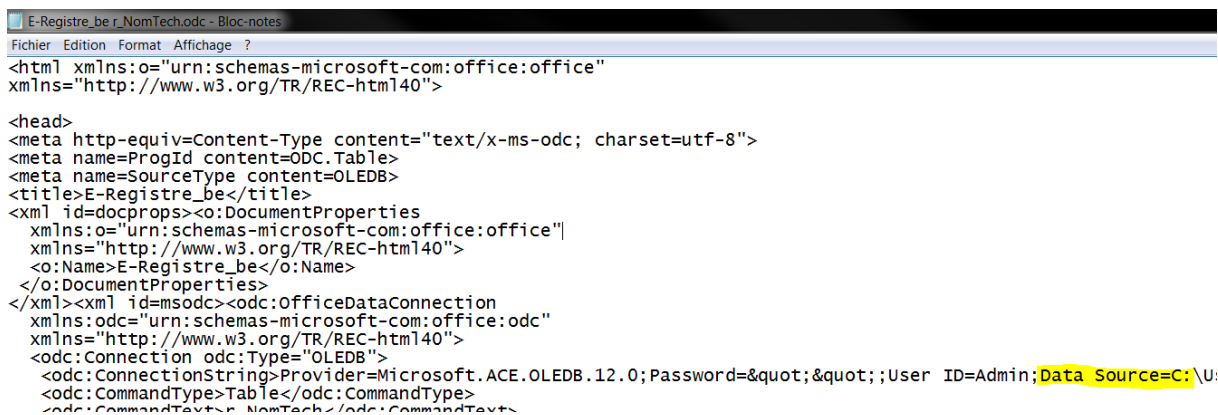 E-Registre_be r_NomTech.odc - Bloc-notes
Fichier Edition Format Affichage ?
<html xmlns:o="urn:schemas-microsoft-com:office:office"
xmlns="http://www.w3.org/TR/REC-html40">
<head>
<meta http-equiv=Content-Type content="text/x-ms-odc; charset=utf-8">
<meta name=ProgId content=ODC.Table>
<meta name=SourceType content=OLEDB>
<title>E-Registre_be</title>
<xml id=docprops><o:DocumentProperties
xmlns:o="urn:schemas-microsoft-com:office:office"
xmlns="http://www.w3.org/TR/REC-html40">
<o:Name>E-Registre_be</o:Name>
</o:DocumentProperties>
</xml><xml id=msodc><odc:OfficeDataConnection
xmlns:odc="urn:schemas-microsoft-com:office:odc"
xmlns="http://www.w3.org/TR/REC-html40">
<odc:Connection odc:Type="OLEDB">
<odc:ConnectionString>Provider=Microsoft.ACE.OLEDB.12.0;Password=&quot;&quot;;User ID=Admin;Data Source=C:\Us
<odc:CommandType>Table</odc:CommandType>
<odc:CommandText>r_NomTech</odc:CommandText>